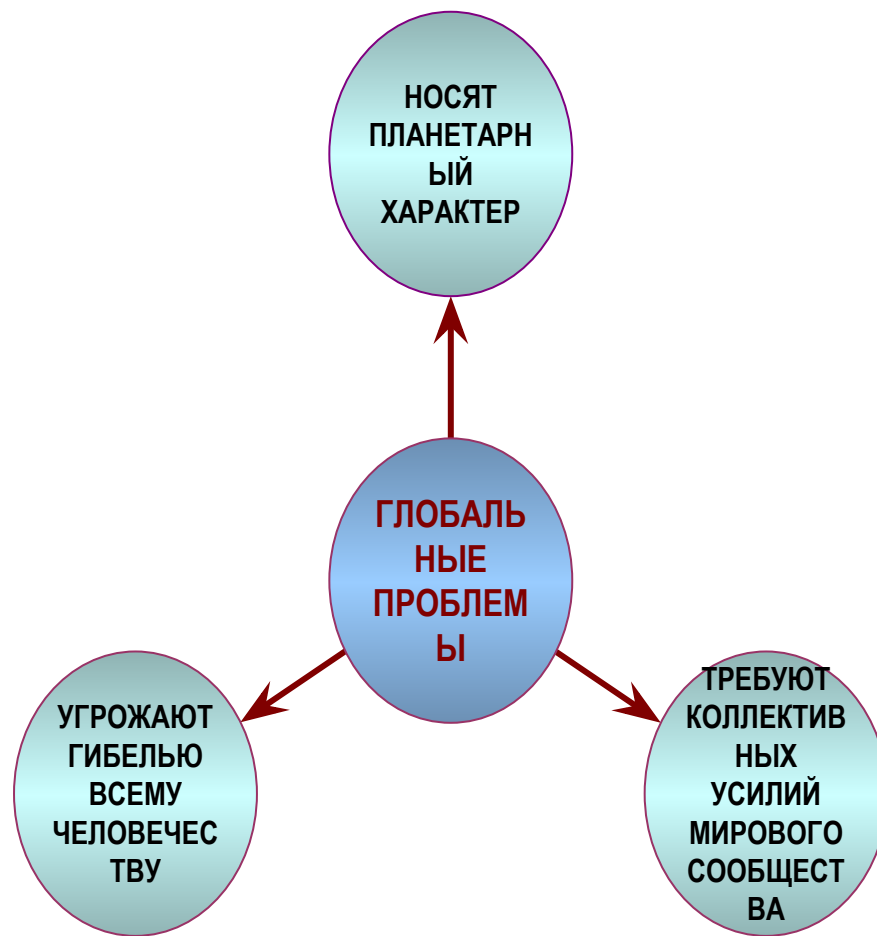 НОСЯТ
ПЛАНЕТАРН
ЫЙ
ХАРАКТЕР
ГЛОБАЛЬ
НЫЕ
ПРОБЛЕМ
Ы
УГРОЖАЮТ
ГИБЕЛЬЮ
ВСЕМУ
ЧЕЛОВЕЧЕС
ТВУ
ТРЕБУЮТ
КОЛЛЕКТИВ
НЫХ
УСИЛИЙ
МИРОВОГО
СООБЩЕСТ
ВА